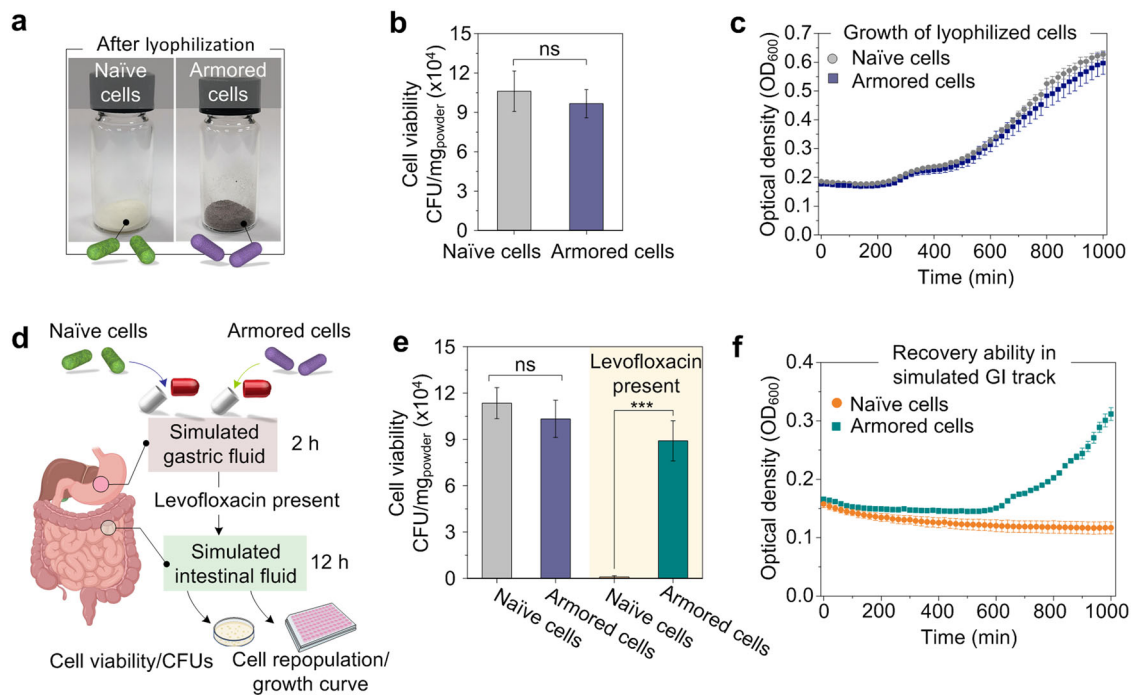 a
After lyophilization
Naïve
cells
Armored
cells
b
Cell viability
CFU/mgpowder (x10⁴)
15
12
9
6
3
0
ns
Naïve cells
Armored cells
c
Growth of lyophilized cells
Naïve cells
Armored cells
Optical density (OD₆₀₀)
0.7
0.6
0.5
0.4
0.3
0.2
0.1
0.0
0
200
400
600
800
1000
Time (min)
d
Naïve cells
Armored cells
Simulated
gastric fluid
2 h
Levofloxacin present
Simulated
intestinal fluid
12 h
Cell viability/CFUs
Cell repopulation/
growth curve
e
Cell viability
CFU/mgpowder (x10⁴)
15
12
9
6
3
0
ns
Levofloxacin
present
***
Naïve cells
Armored cells
Naïve cells
Armored cells
f
Recovery ability in
simulated GI track
Naïve cells
Armored cells
Optical density (OD₆₀₀)
0.4
0.3
0.2
0.1
0.0
0
200
400
600
800
1000
Time (min)